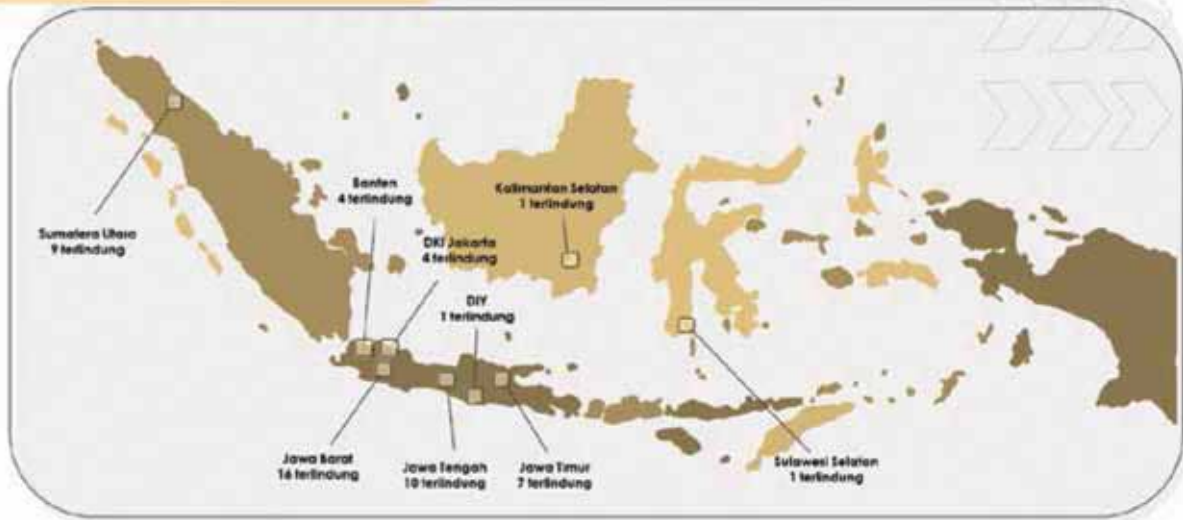 Banten
4 terlindung
Kalimantan Selatan
1 terlindung
Sumatera Utara
9 terlindung
DKI Jakarta
4 terlindung
DIY
1 terlindung
Jawa Barat
16 terlindung
Jawa Tengah
10 terlindung
Jawa Timur
7 terlindung
Sulawesi Selatan
1 terlindung